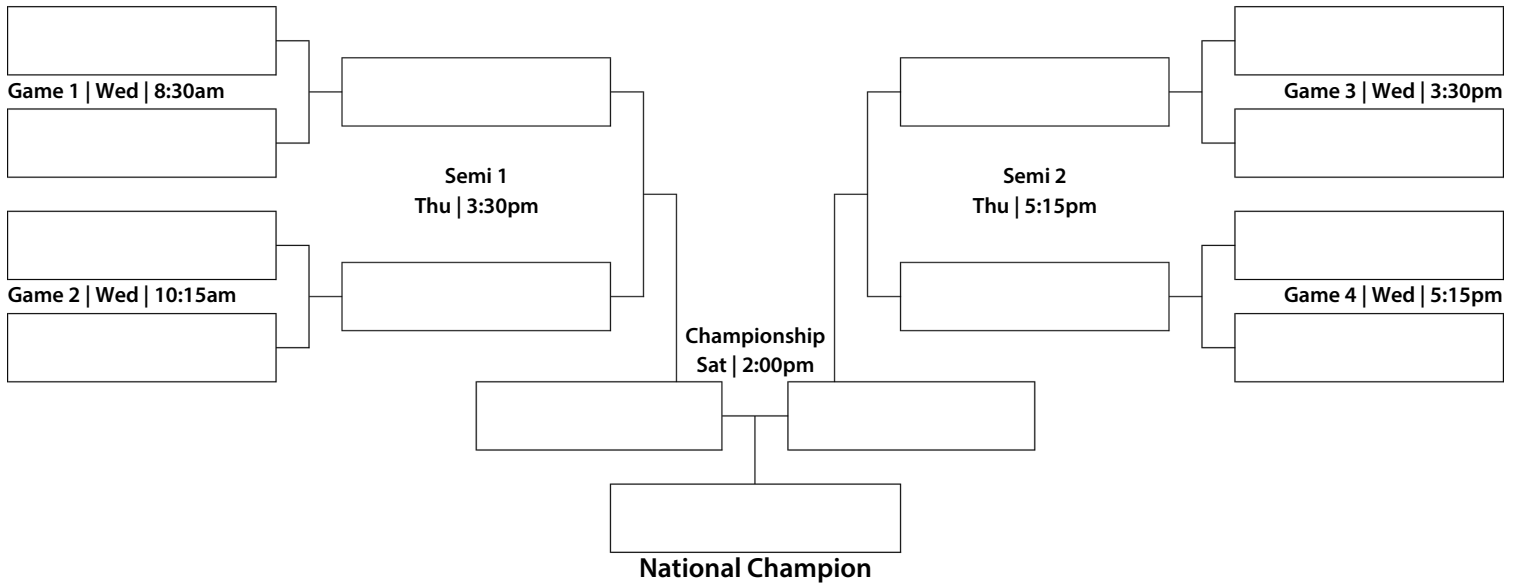 Game 1 | Wed | 8:30am
Game 3 | Wed | 3:30pm
Semi 1
Thu | 3:30pm
Semi 2
Thu | 5:15pm
Game 2 | Wed | 10:15am
Game 4 | Wed | 5:15pm
Championship
Sat | 2:00pm
National Champion